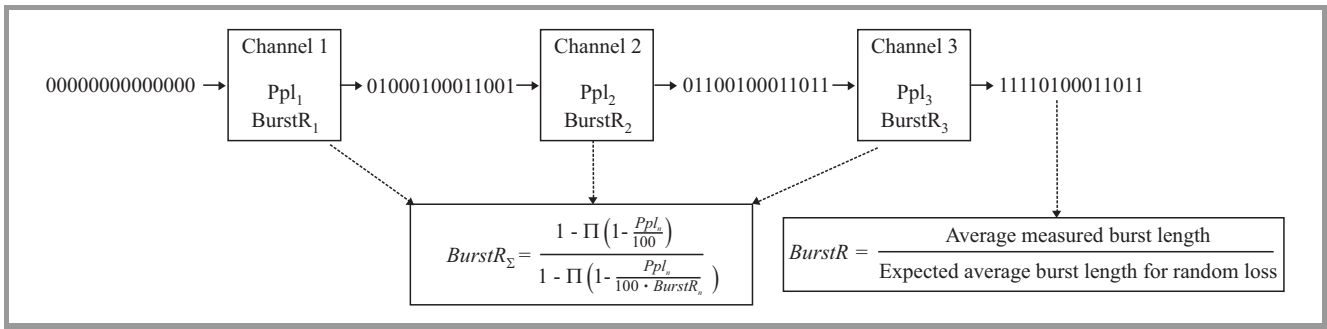 Channel 1
Ppl₁
BurstR₁
Channel 2
Ppl₂
BurstR₂
Channel 3
Ppl₃
BurstR₃
00000000000000
01000100011001
01100100011011
11110100011011
BurstR_Σ = (1 - Π(1- Pplₙ/100)) / (1 - Π(1- Pplₙ/(100 · BurstRₙ)))
BurstR = Average measured burst length / Expected average burst length for random loss